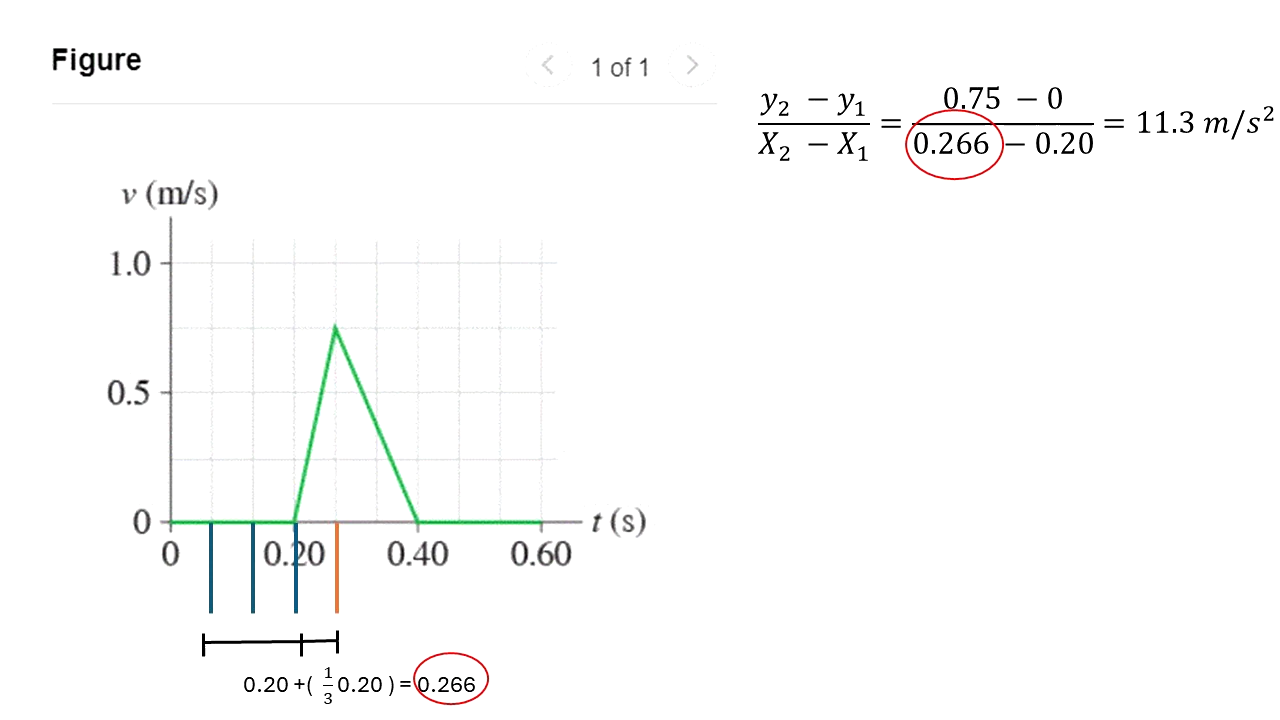 Figure
1 of 1
y₂ − y₁ / X₂ − X₁ = 0.75 − 0 / 0.266 − 0.20 = 11.3 m/s²
v (m/s)
1.0
0.5
0
t (s)
0 0.20 0.40 0.60
0.20 +( 1/3 0.20 ) = 0.266